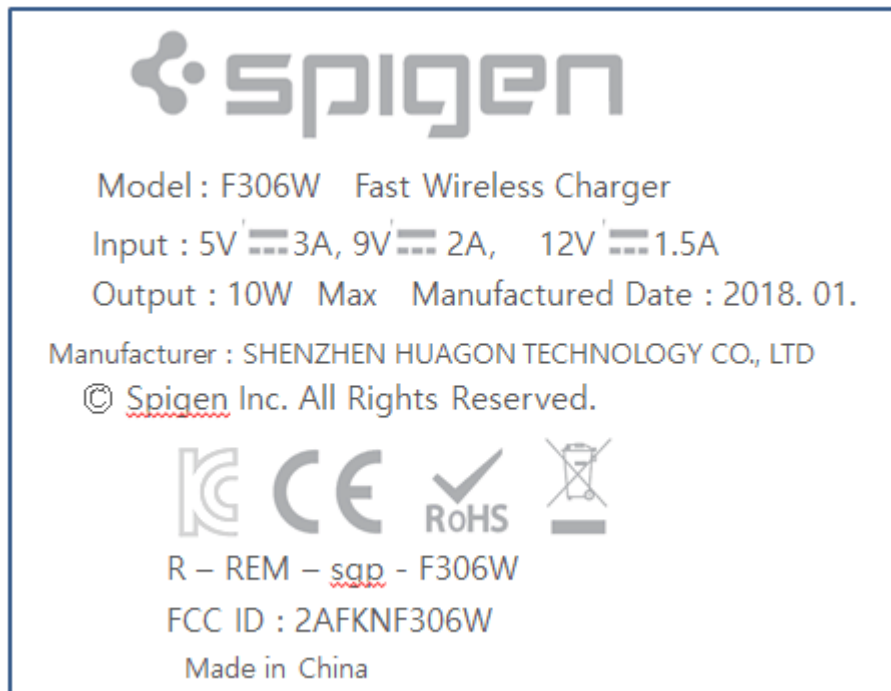 spigen
Model : F306W Fast Wireless Charger
Input : 5V ⎓ 3A, 9V ⎓ 2A, 12V ⎓ 1.5A
Output : 10W Max Manufactured Date : 2018. 01.
Manufacturer : SHENZHEN HUAGON TECHNOLOGY CO., LTD
© Spigen Inc. All Rights Reserved.
KC CE RoHS
R – REM – sgp - F306W
FCC ID : 2AFKNF306W
Made in China